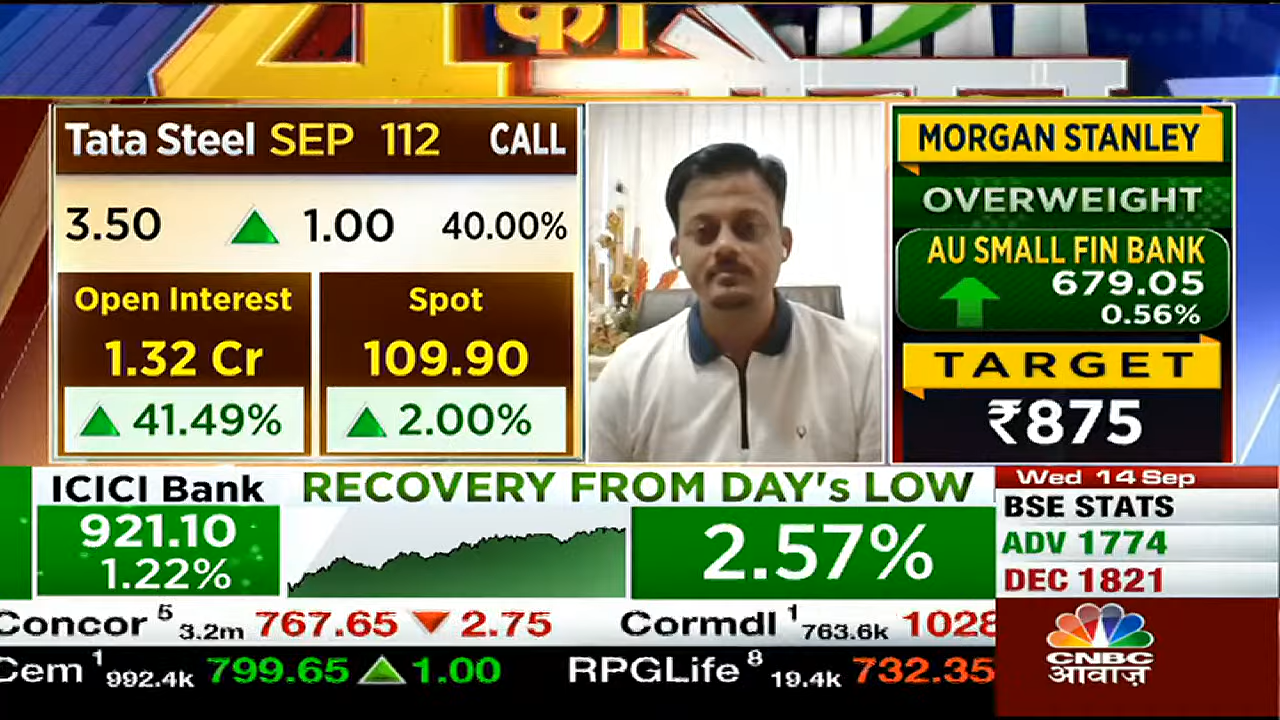 4 का
Tata Steel SEP 112 CALL
3.50 ▲ 1.00 40.00%
Open Interest
1.32 Cr
▲ 41.49%
Spot
109.90
▲ 2.00%
MORGAN STANLEY
OVERWEIGHT
AU SMALL FIN BANK
679.05
0.56%
TARGET
₹875
ICICI Bank
921.10
1.22%
RECOVERY FROM DAY's LOW
2.57%
Wed 14 Sep
BSE STATS
ADV 1774
DEC 1821
Concor 5 3.2m 767.65 ▼ 2.75 Cormdl 1 763.6k 1028
Cem 1 992.4k 799.65 ▲ 1.00 RPGLife 8 19.4k 732.35
CNBC
आवाज़